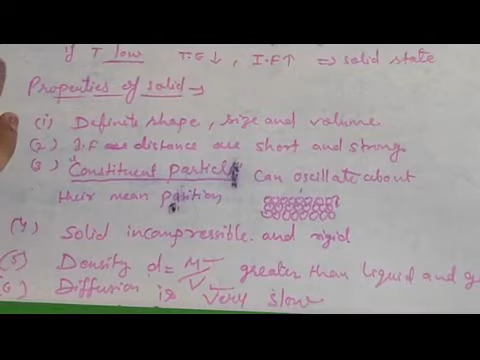 if T low T.E↓, I.F↑ ⇒ solid state
Properties of solid →
(i) Definite shape, size and volume.
(2) I.F are distance are short and strong.
(3) Constituent particle can oscillate about
their mean position
(4) Solid incompressible and rigid
(5) Density d = M/V greater than liquid and
(6) Diffusion is very slow